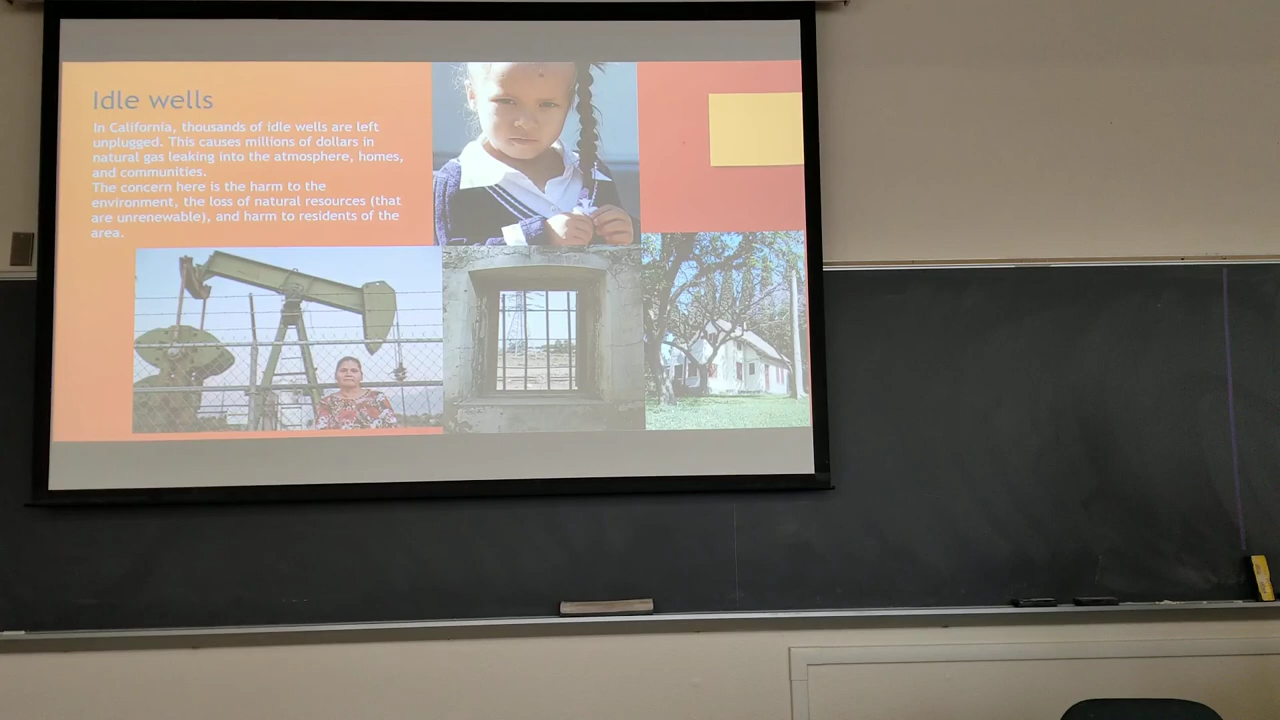 Idle wells
In California, thousands of idle wells are left
unplugged. This causes millions of dollars in
natural gas leaking into the atmosphere, homes,
and communities.
The concern here is the harm to the
environment, the loss of natural resources (that
are unrenewable), and harm to residents of the
area.